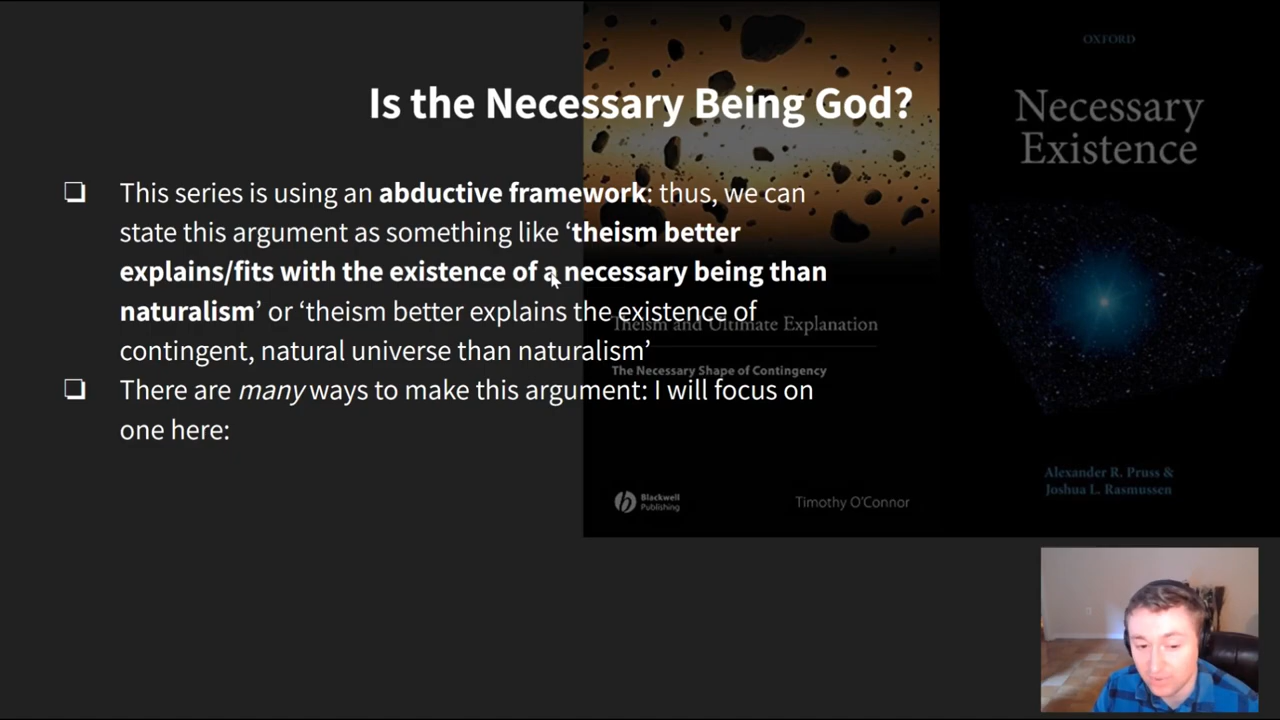 Is the Necessary Being God?
❏ This series is using an abductive framework: thus, we can
state this argument as something like ‘theism better
explains/fits with the existence of a necessary being than
naturalism’ or ‘theism better explains the existence of
contingent, natural universe than naturalism’
❏ There are many ways to make this argument: I will focus on
one here:
Theism and Ultimate Explanation
The Necessary Shape of Contingency
Blackwell
Publishing
Timothy O'Connor
OXFORD
Necessary
Existence
Alexander R. Pruss &
Joshua L. Rasmussen